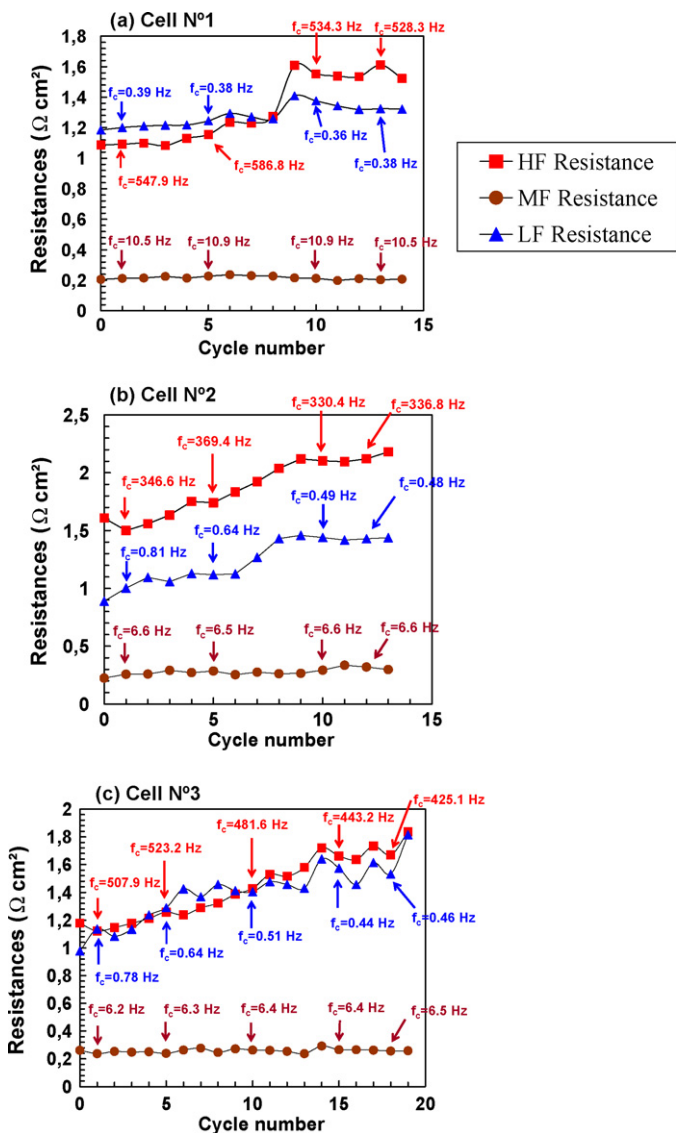 (a) Cell Nº1
Resistances (Ω cm²)
1,8
1,6
1,4
1,2
1
0,8
0,6
0,4
0,2
0
f_c=534.3 Hz
f_c=528.3 Hz
f_c=0.39 Hz
f_c=0.38 Hz
f_c=0.36 Hz
f_c=0.38 Hz
f_c=586.8 Hz
f_c=547.9 Hz
f_c=10.5 Hz
f_c=10.9 Hz
f_c=10.9 Hz
f_c=10.5 Hz
0 5 10 15
Cycle number
HF Resistance
MF Resistance
LF Resistance
(b) Cell Nº2
Resistances (Ω cm²)
2,5
2
1,5
1
0,5
0
f_c=330.4 Hz
f_c=336.8 Hz
f_c=369.4 Hz
f_c=346.6 Hz
f_c=0.49 Hz
f_c=0.48 Hz
f_c=0.64 Hz
f_c=0.81 Hz
f_c=6.6 Hz
f_c=6.5 Hz
f_c=6.6 Hz
f_c=6.6 Hz
0 5 10 15
Cycle number
(c) Cell Nº3
Resistances (Ω cm²)
2
1,8
1,6
1,4
1,2
1
0,8
0,6
0,4
0,2
0
f_c=425.1 Hz
f_c=443.2 Hz
f_c=481.6 Hz
f_c=523.2 Hz
f_c=507.9 Hz
f_c=0.46 Hz
f_c=0.44 Hz
f_c=0.51 Hz
f_c=0.64 Hz
f_c=0.78 Hz
f_c=6.2 Hz
f_c=6.3 Hz
f_c=6.4 Hz
f_c=6.4 Hz
f_c=6.5 Hz
0 5 10 15 20
Cycle number